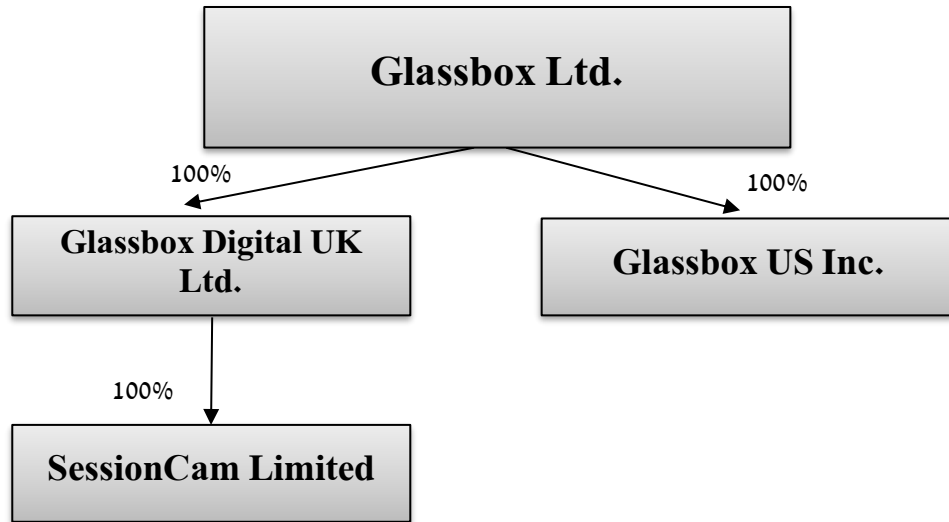 Glassbox Ltd.
100%
100%
Glassbox Digital UK
Ltd.
Glassbox US Inc.
100%
SessionCam Limited